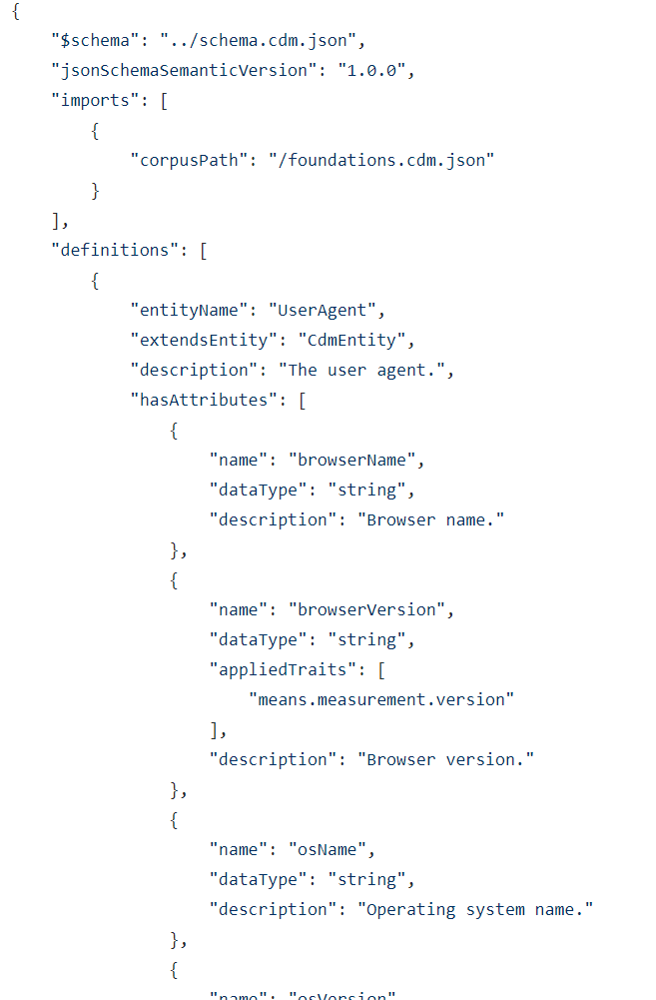 {
    "$schema": "../schema.cdm.json",
    "jsonSchemaSemanticVersion": "1.0.0",
    "imports": [
        {
            "corpusPath": "/foundations.cdm.json"
        }
    ],
    "definitions": [
        {
            "entityName": "UserAgent",
            "extendsEntity": "CdmEntity",
            "description": "The user agent.",
            "hasAttributes": [
                {
                    "name": "browserName",
                    "dataType": "string",
                    "description": "Browser name."
                },
                {
                    "name": "browserVersion",
                    "dataType": "string",
                    "appliedTraits": [
                        "means.measurement.version"
                    ],
                    "description": "Browser version."
                },
                {
                    "name": "osName",
                    "dataType": "string",
                    "description": "Operating system name."
                },
                {
                    "name": "osVersion"